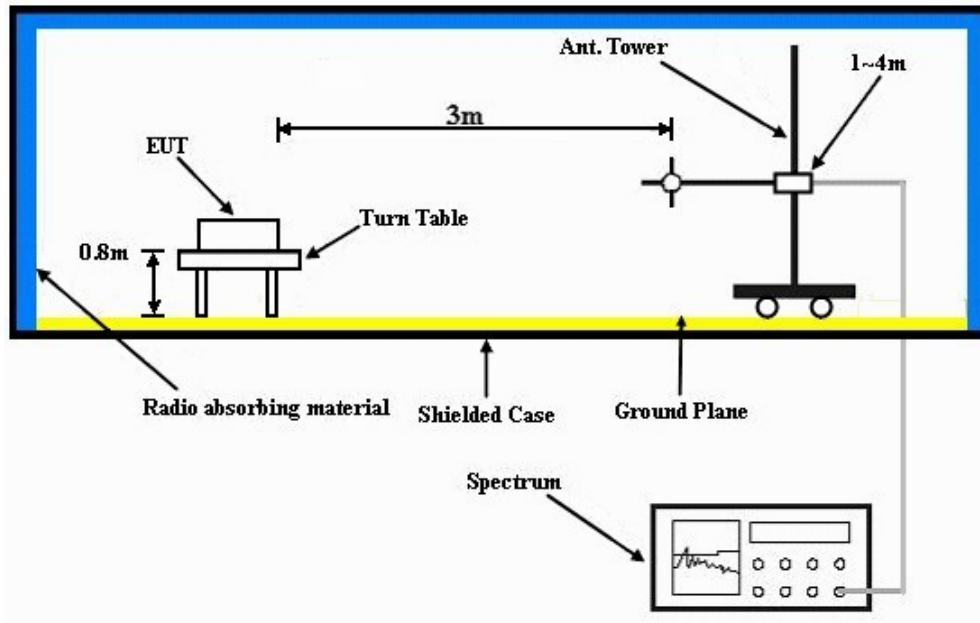 Ant. Tower
1~4m
3m
EUT
Turn Table
0.8m
Radio absorbing material
Shielded Case
Ground Plane
Spectrum